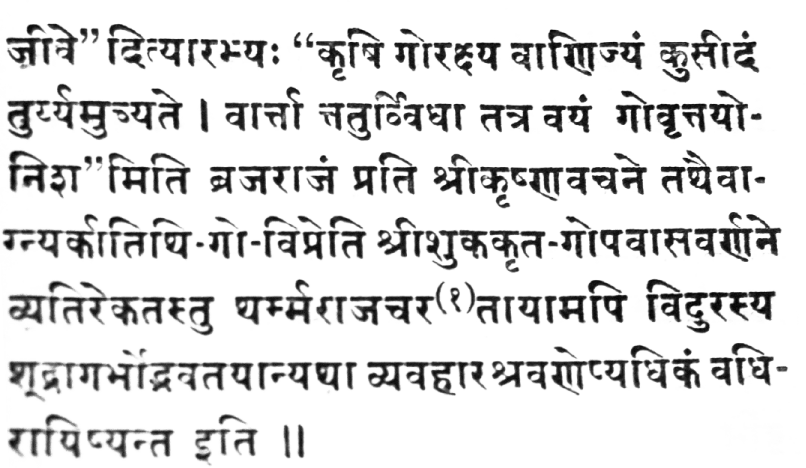 जीवे”दित्यारभ्यः “कृषि गोरक्ष्य वाणिज्यं कुसीदं
तुर्य्यमुच्यते । वार्त्ता चतुर्व्विधा तत्र वयं गोवृत्तयो-
निश”मिति ब्रजराजं प्रति श्रीकृष्णवचने तथैवा-
ग्न्यर्कातिथि-गो-विप्रेति श्रीशुककृत-गोपवासवर्णने
व्यतिरेकतस्तु धर्म्मराजचर(१)तायामपि विदुरस्य
शूद्रागर्भोद्भवतयान्यथा व्यवहारश्रवणेप्यधिकं वधि-
रायिष्यन्त इति ॥